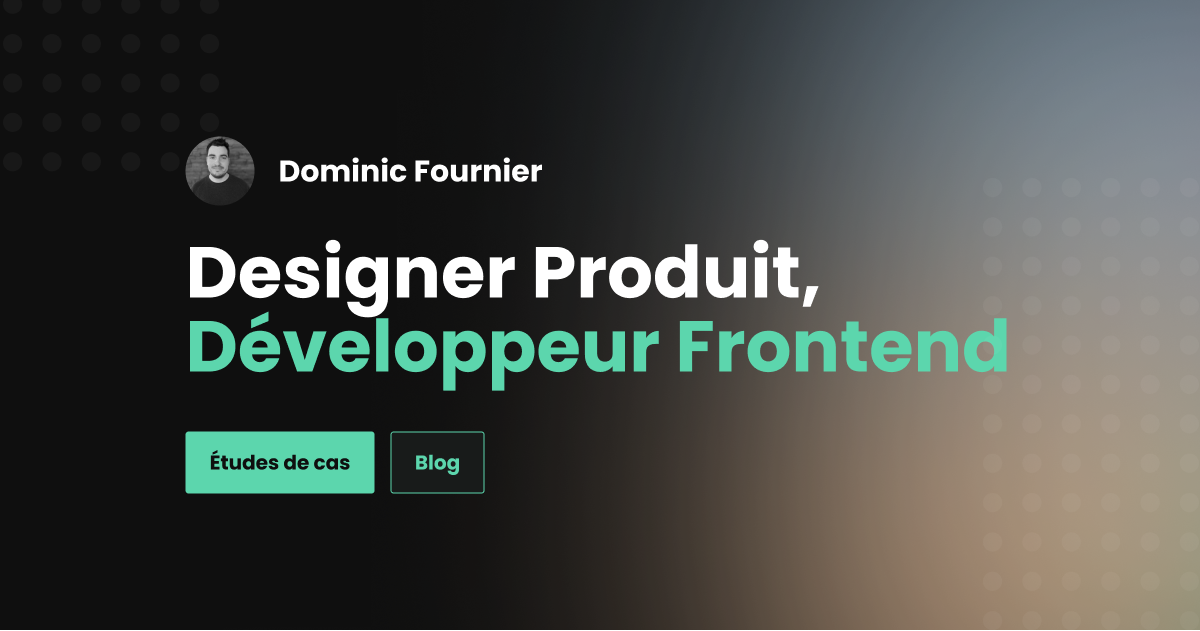 Dominic Fournier
Designer Produit,
Développeur Frontend
Études de cas
Blog